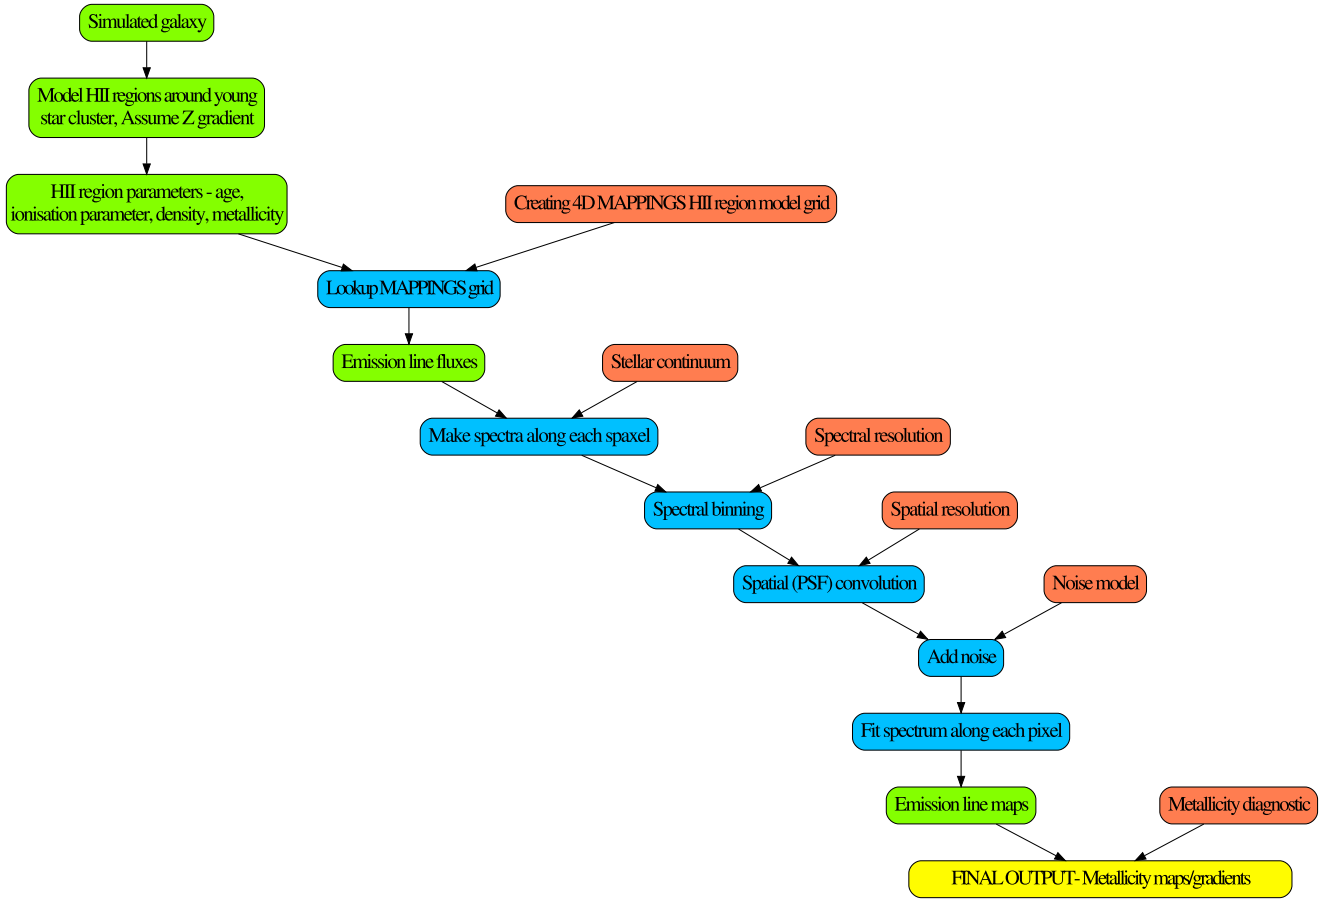 Simulated galaxy
Model HII regions around young
star cluster, Assume Z gradient
HII region parameters - age,
ionisation parameter, density, metallicity
Creating 4D MAPPINGS HII region model grid
Lookup MAPPINGS grid
Emission line fluxes
Stellar continuum
Make spectra along each spaxel
Spectral resolution
Spectral binning
Spatial resolution
Spatial (PSF) convolution
Noise model
Add noise
Fit spectrum along each pixel
Emission line maps
Metallicity diagnostic
FINAL OUTPUT- Metallicity maps/gradients